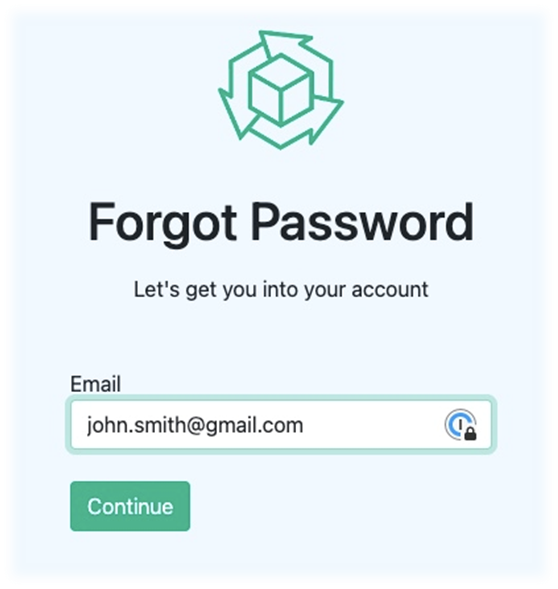 Forgot Password
Let's get you into your account
Email
john.smith@gmail.com
Continue